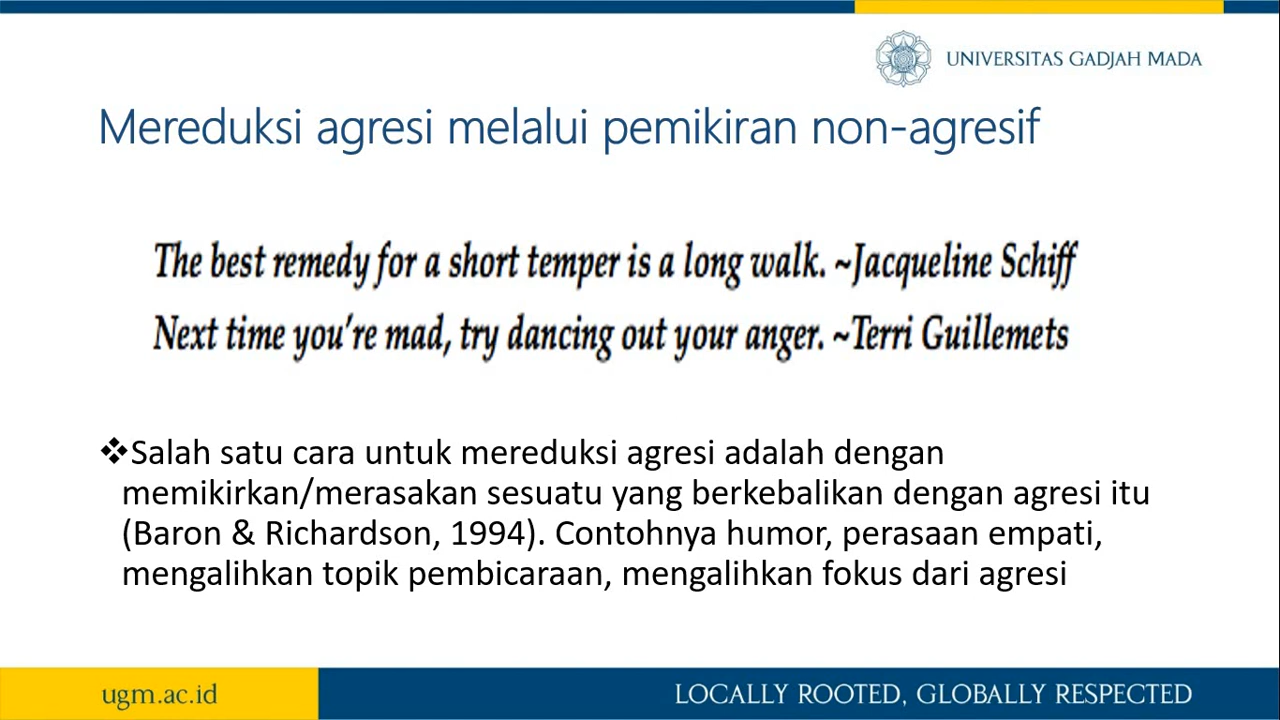 UNIVERSITAS GADJAH MADA
Mereduksi agresi melalui pemikiran non-agresif
The best remedy for a short temper is a long walk. ~Jacqueline Schiff
Next time you're mad, try dancing out your anger. ~Terri Guillemets
❖Salah satu cara untuk mereduksi agresi adalah dengan
memikirkan/merasakan sesuatu yang berkebalikan dengan agresi itu
(Baron & Richardson, 1994). Contohnya humor, perasaan empati,
mengalihkan topik pembicaraan, mengalihkan fokus dari agresi
ugm.ac.id
LOCALLY ROOTED, GLOBALLY RESPECTED